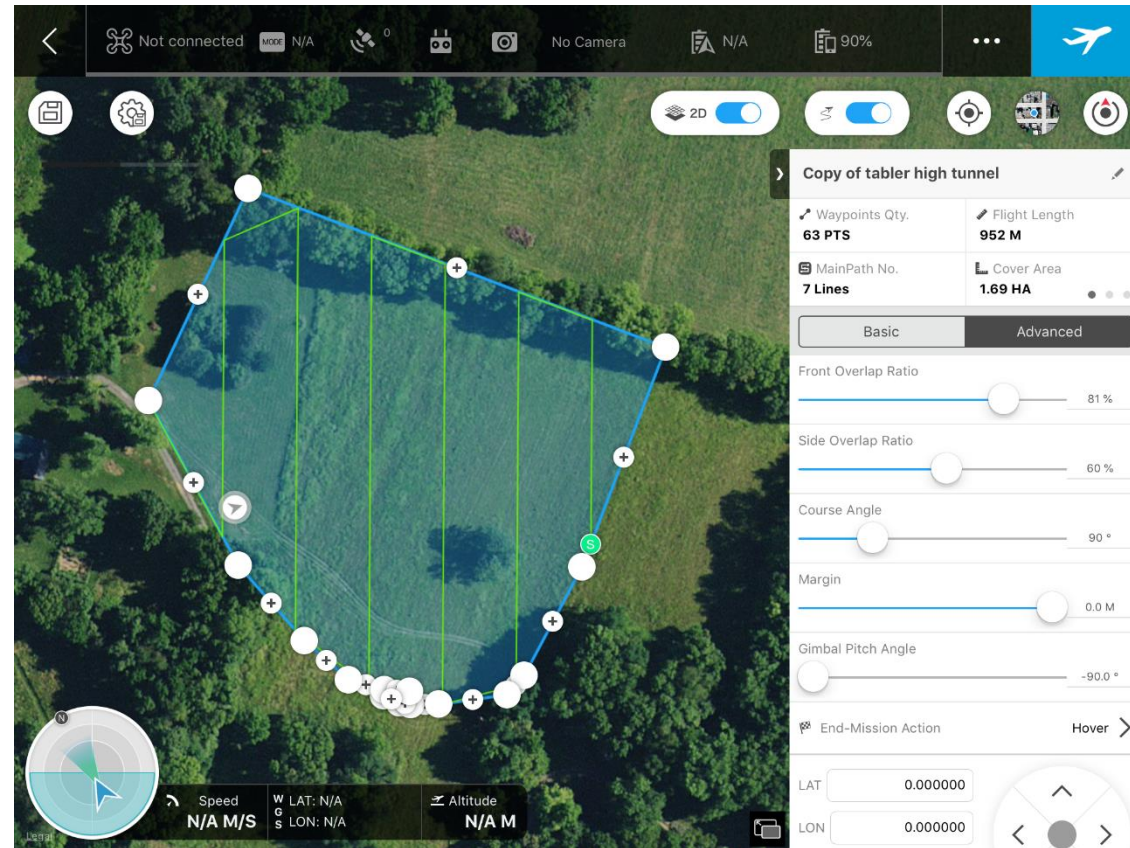 Not connected MODE N/A 0 No Camera N/A 90%
2D
Copy of tabler high tunnel
Waypoints Qty. Flight Length
63 PTS 952 M
MainPath No. Cover Area
7 Lines 1.69 HA
Basic Advanced
Front Overlap Ratio
81 %
Side Overlap Ratio
60 %
Course Angle
90 °
Margin
0.0 M
Gimbal Pitch Angle
-90.0 °
End-Mission Action Hover
LAT 0.000000
LON 0.000000
S
N
Speed
N/A M/S
WGS
LAT: N/A
LON: N/A
Altitude
N/A M
Legal